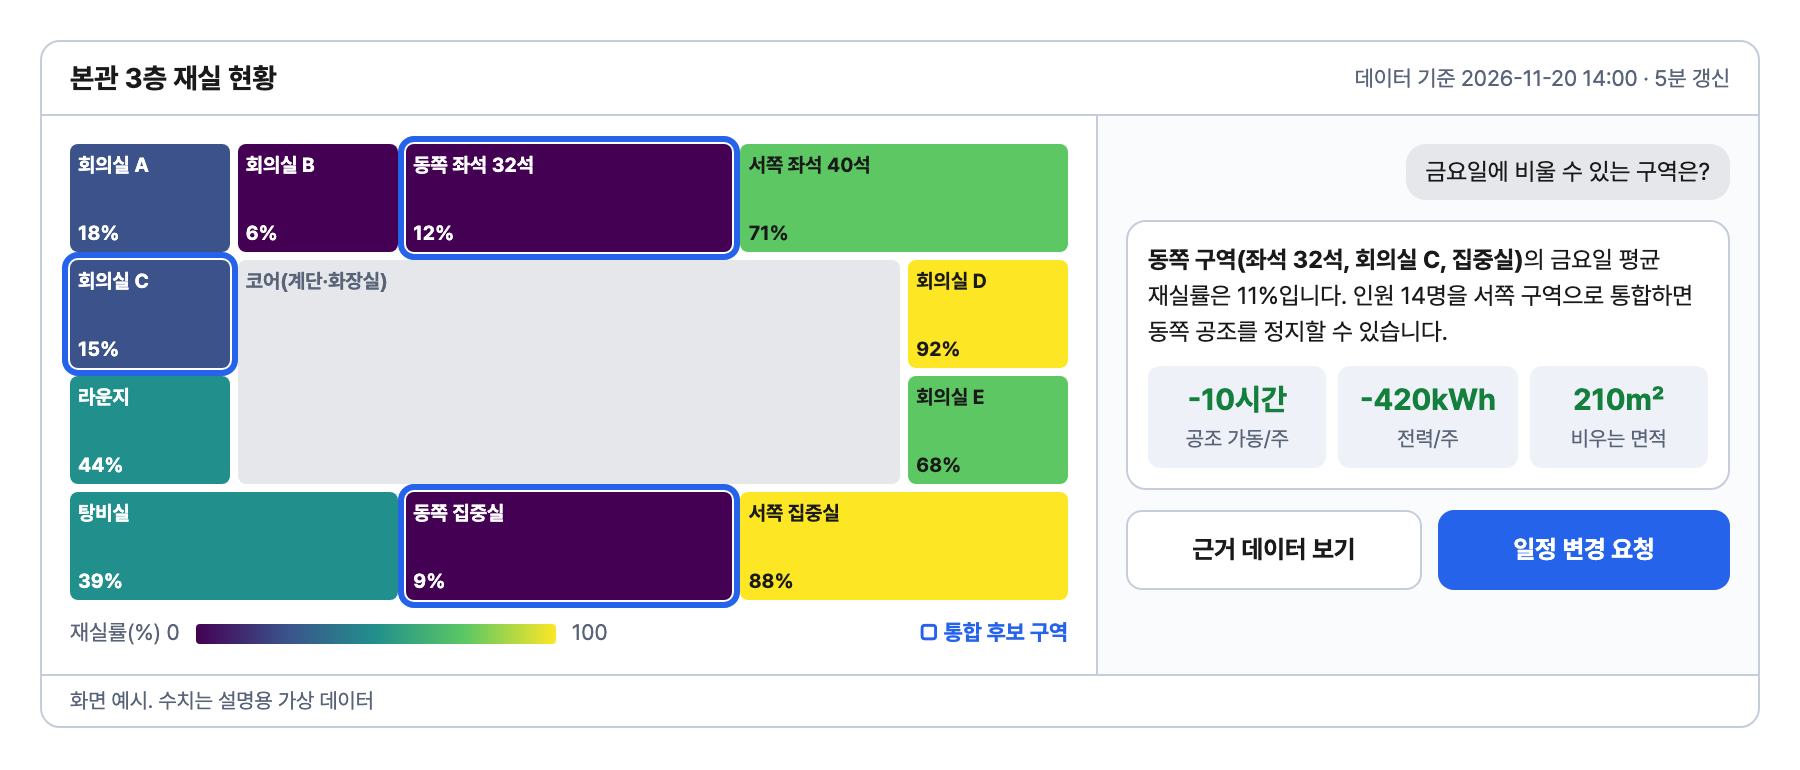 본관 3층 재실 현황
데이터 기준 2026-11-20 14:00 · 5분 갱신
회의실 A
18%
회의실 B
6%
동쪽 좌석 32석
12%
서쪽 좌석 40석
71%
회의실 C
15%
코어(계단·화장실)
회의실 D
92%
라운지
44%
회의실 E
68%
탕비실
39%
동쪽 집중실
9%
서쪽 집중실
88%
재실률(%) 0
100
통합 후보 구역
금요일에 비울 수 있는 구역은?
동쪽 구역(좌석 32석, 회의실 C, 집중실)의 금요일 평균
재실률은 11%입니다. 인원 14명을 서쪽 구역으로 통합하면
동쪽 공조를 정지할 수 있습니다.
-10시간
공조 가동/주
-420kWh
전력/주
210m²
비우는 면적
근거 데이터 보기
일정 변경 요청
화면 예시. 수치는 설명용 가상 데이터